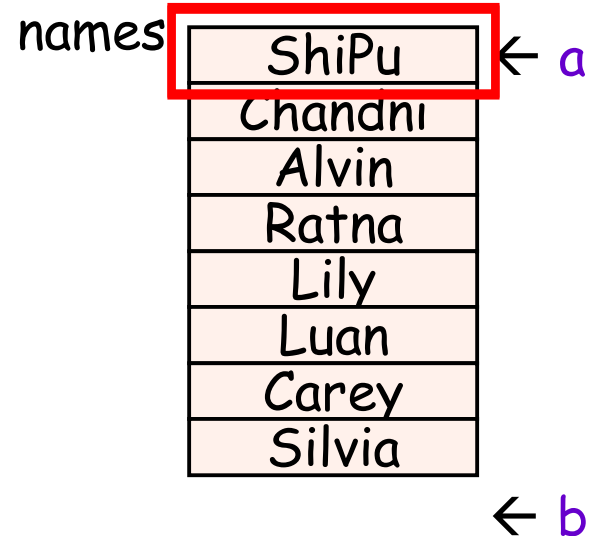 names
ShiPu ← a
Chandni
Alvin
Ratna
Lily
Luan
Carey
Silvia
← b